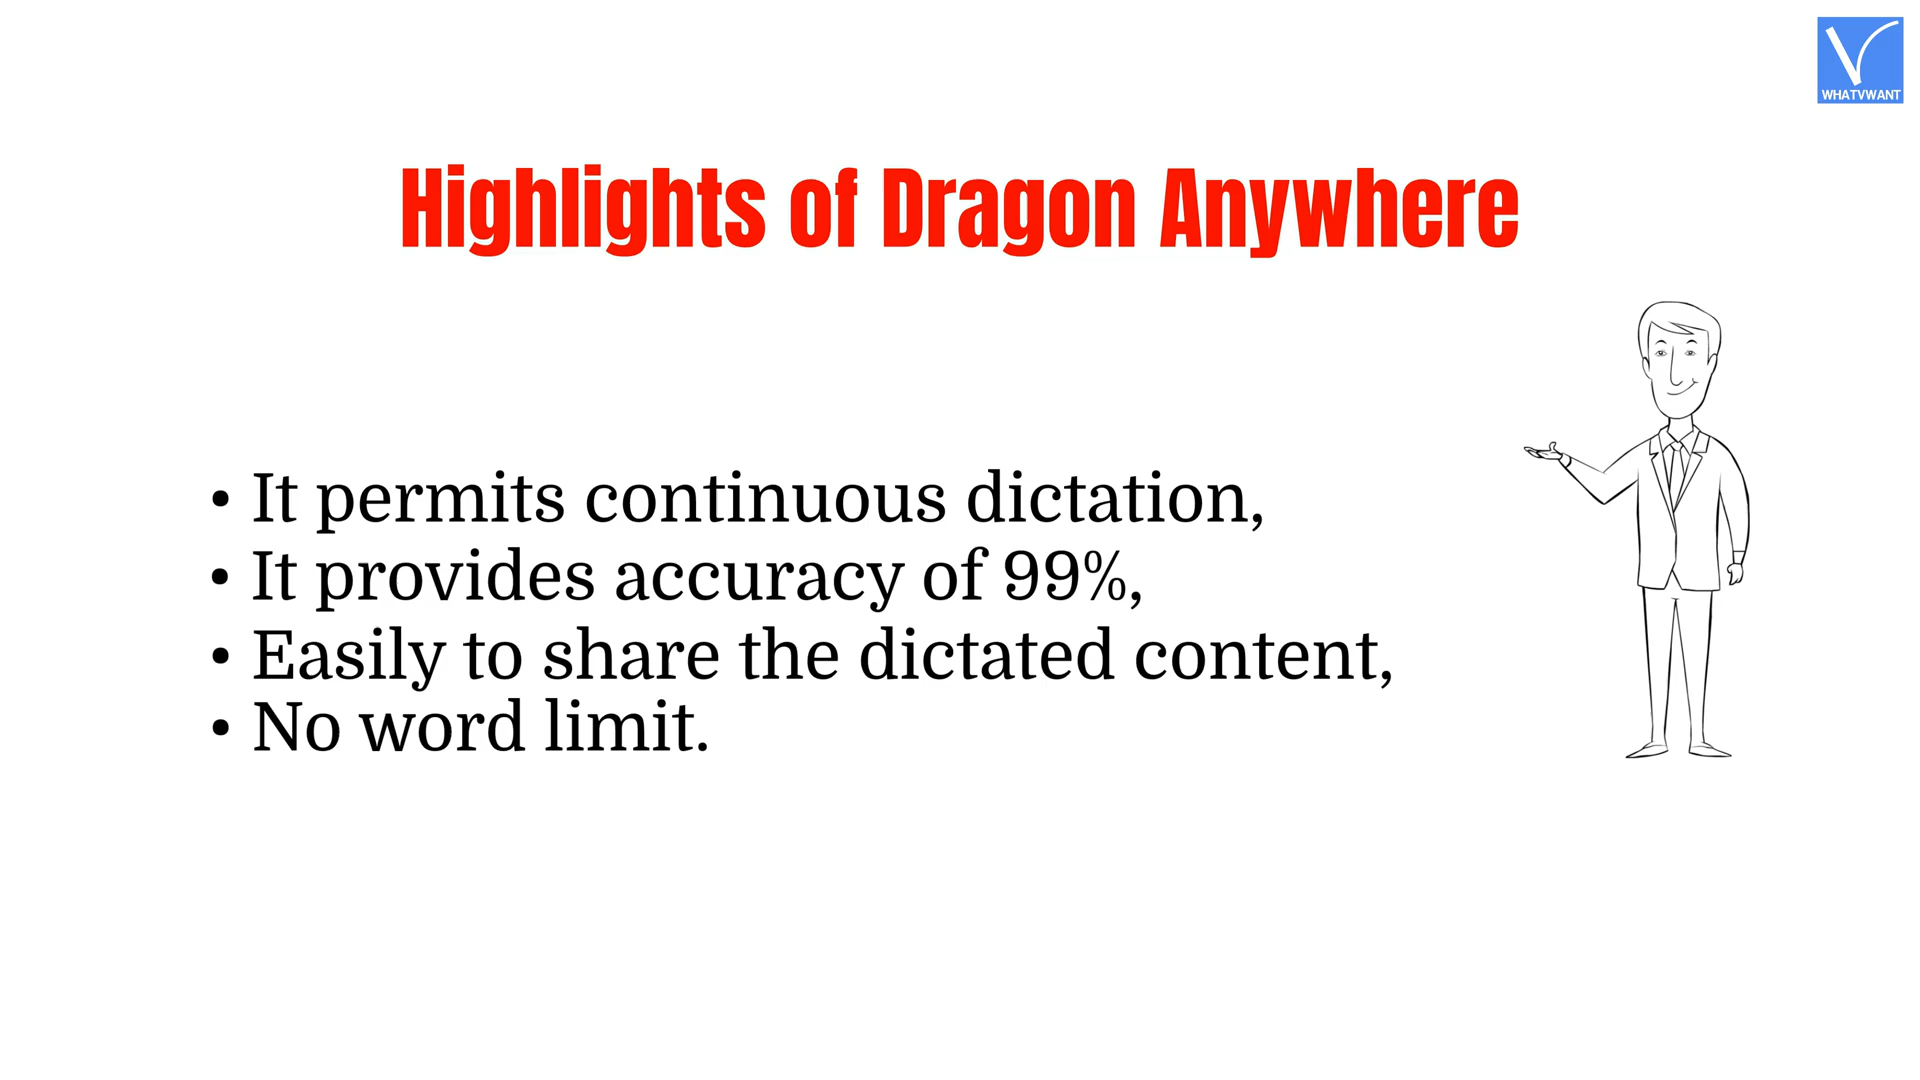 WHATVWANT
Highlights of Dragon Anywhere
• It permits continuous dictation,
• It provides accuracy of 99%,
• Easily to share the dictated content,
• No word limit.